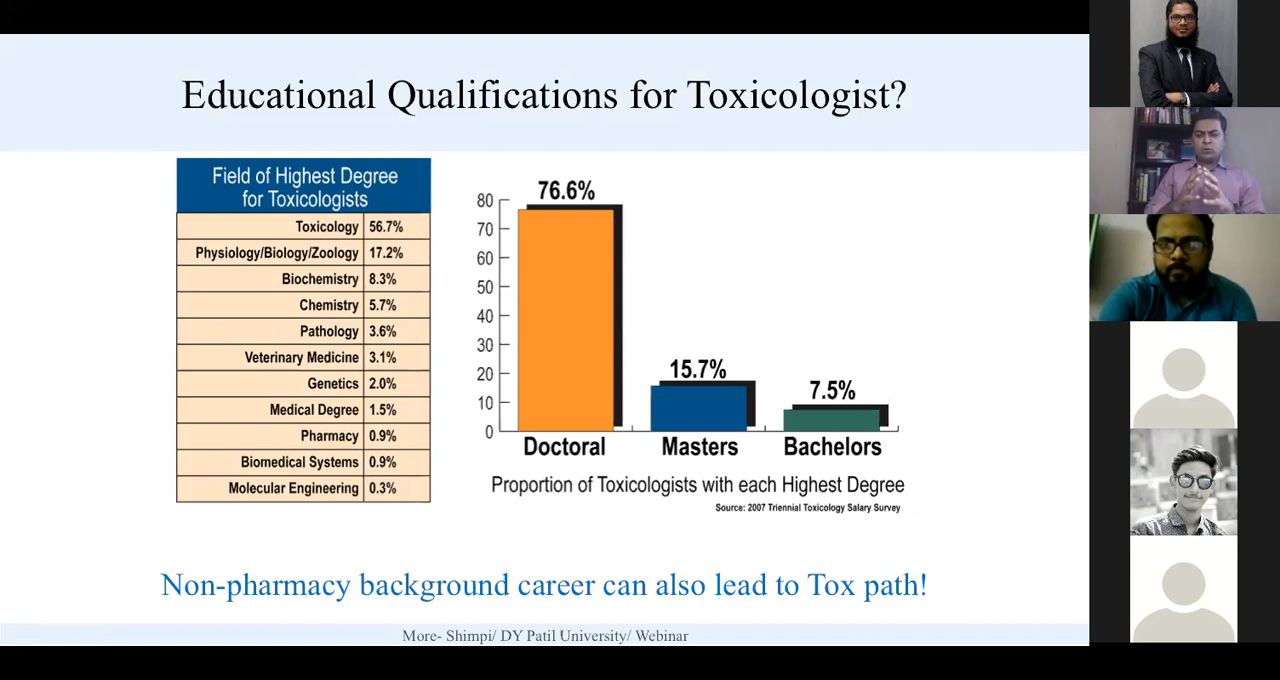 Educational Qualifications for Toxicologist?
Field of Highest Degree
for Toxicologists
Toxicology 56.7%
Physiology/Biology/Zoology 17.2%
Biochemistry 8.3%
Chemistry 5.7%
Pathology 3.6%
Veterinary Medicine 3.1%
Genetics 2.0%
Medical Degree 1.5%
Pharmacy 0.9%
Biomedical Systems 0.9%
Molecular Engineering 0.3%
80
70
60
50
40
30
20
10
0
76.6%
15.7%
7.5%
Doctoral Masters Bachelors
Proportion of Toxicologists with each Highest Degree
Source: 2007 Triennial Toxicology Salary Survey
Non-pharmacy background career can also lead to Tox path!
More- Shimpi/ DY Patil University/ Webinar